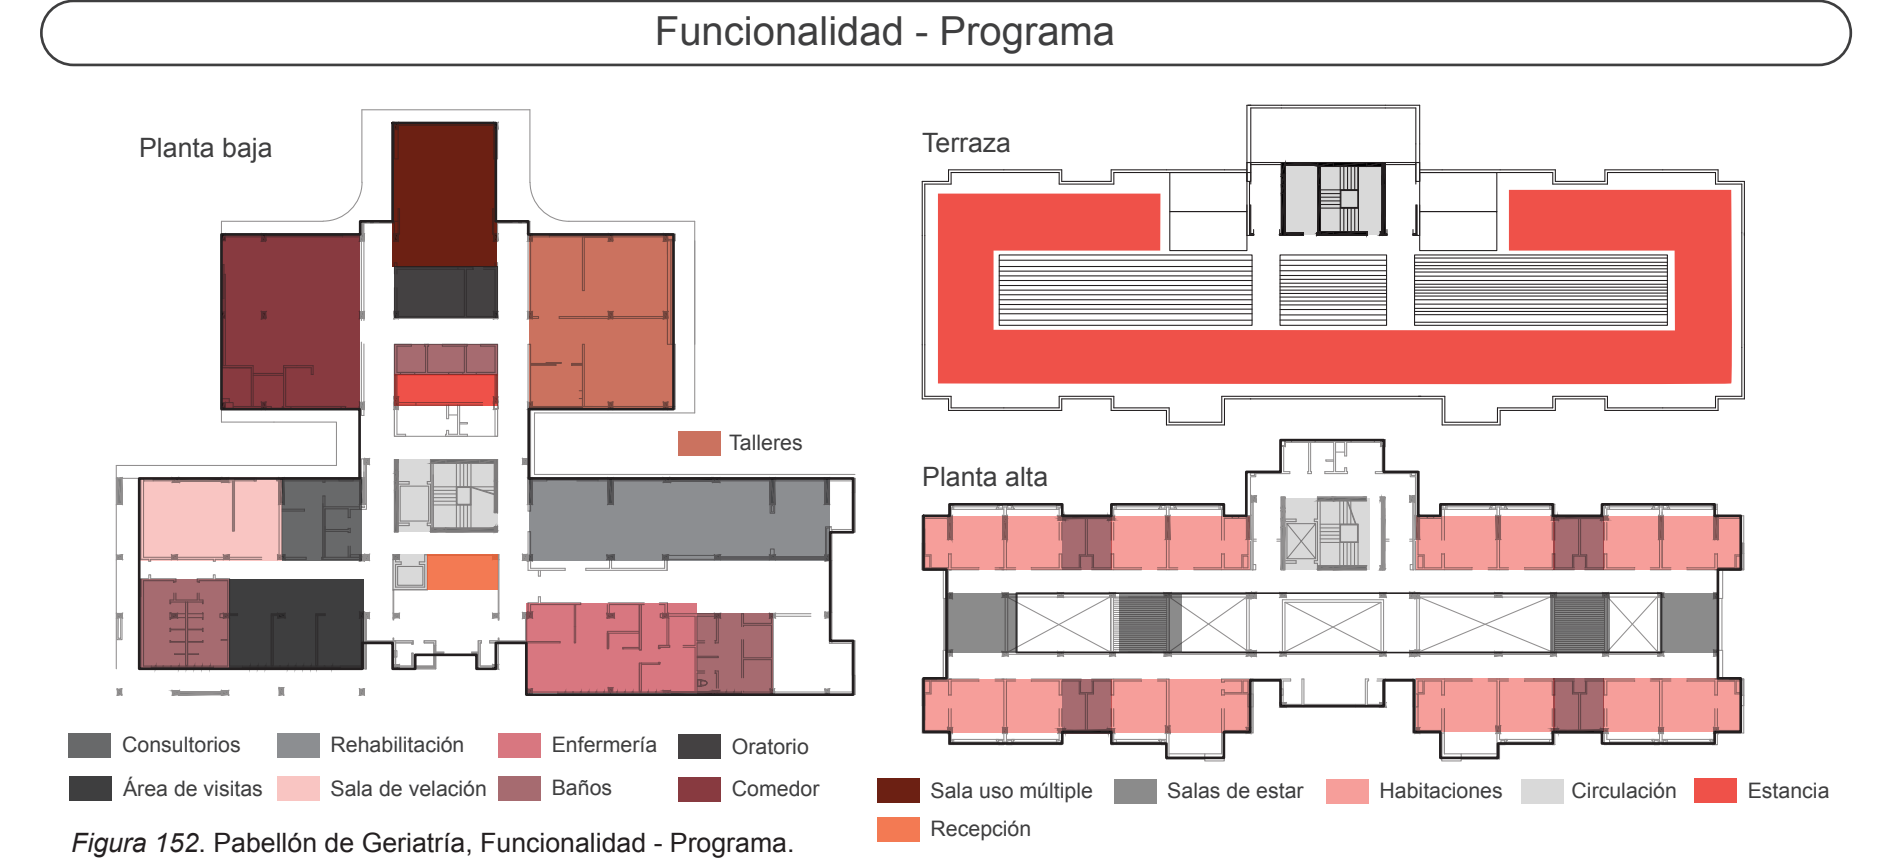 Funcionalidad - Programa
Planta baja
Terraza
Talleres
Planta alta
Consultorios
Rehabilitación
Enfermería
Oratorio
Área de visitas
Sala de velación
Baños
Comedor
Sala uso múltiple
Salas de estar
Habitaciones
Circulación
Estancia
Recepción
Figura 152. Pabellón de Geriatría, Funcionalidad - Programa.